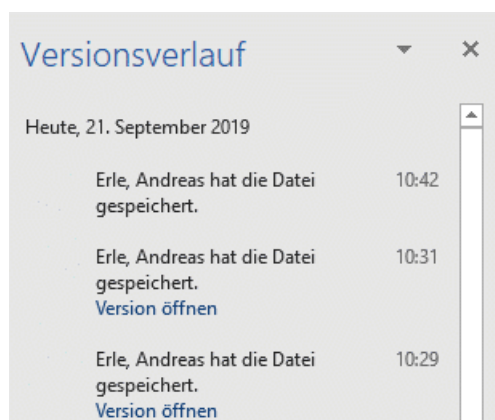 Versionsverlauf
Heute, 21. September 2019
Erle, Andreas hat die Datei 10:42
gespeichert.
Erle, Andreas hat die Datei 10:31
gespeichert.
Version öffnen
Erle, Andreas hat die Datei 10:29
gespeichert.
Version öffnen